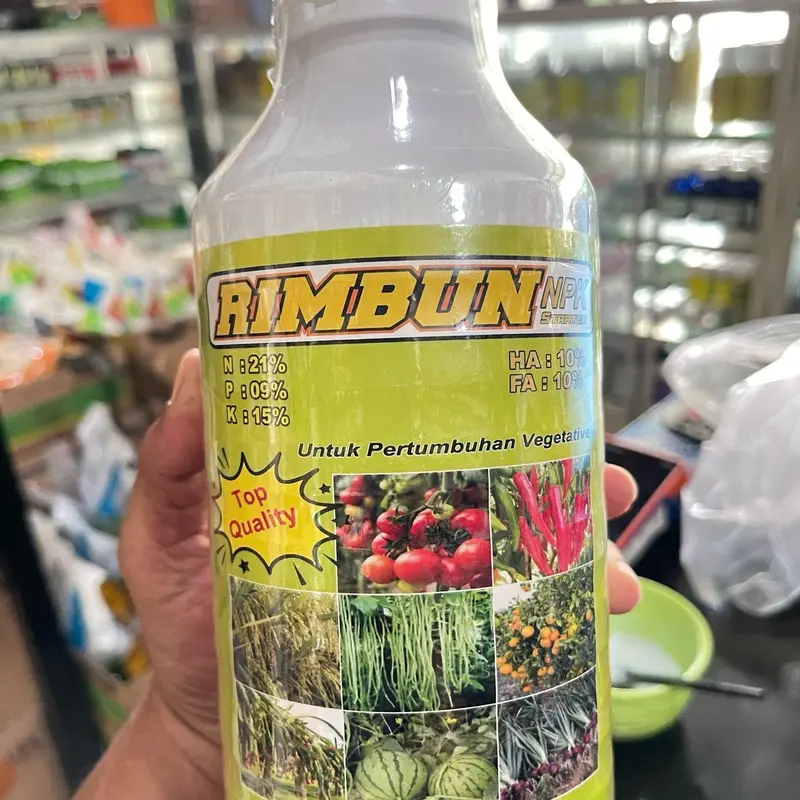 RIMBUN NPK
STARTER
N : 21%
P : 09%
K : 15%
HA : 10%
FA : 10%
Untuk Pertumbuhan Vegetative
Top
Quality